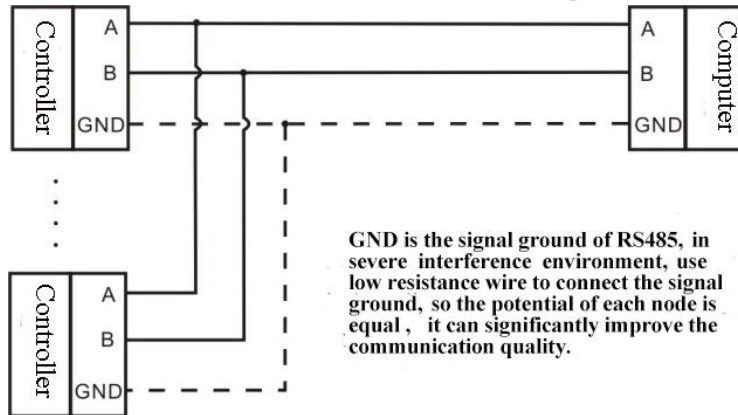 Controller
A
B
GND
A
B
GND
Computer
Controller
A
B
GND
GND is the signal ground of RS485, in
severe interference environment, use
low resistance wire to connect the signal
ground, so the potential of each node is
equal , it can significantly improve the
communication quality.